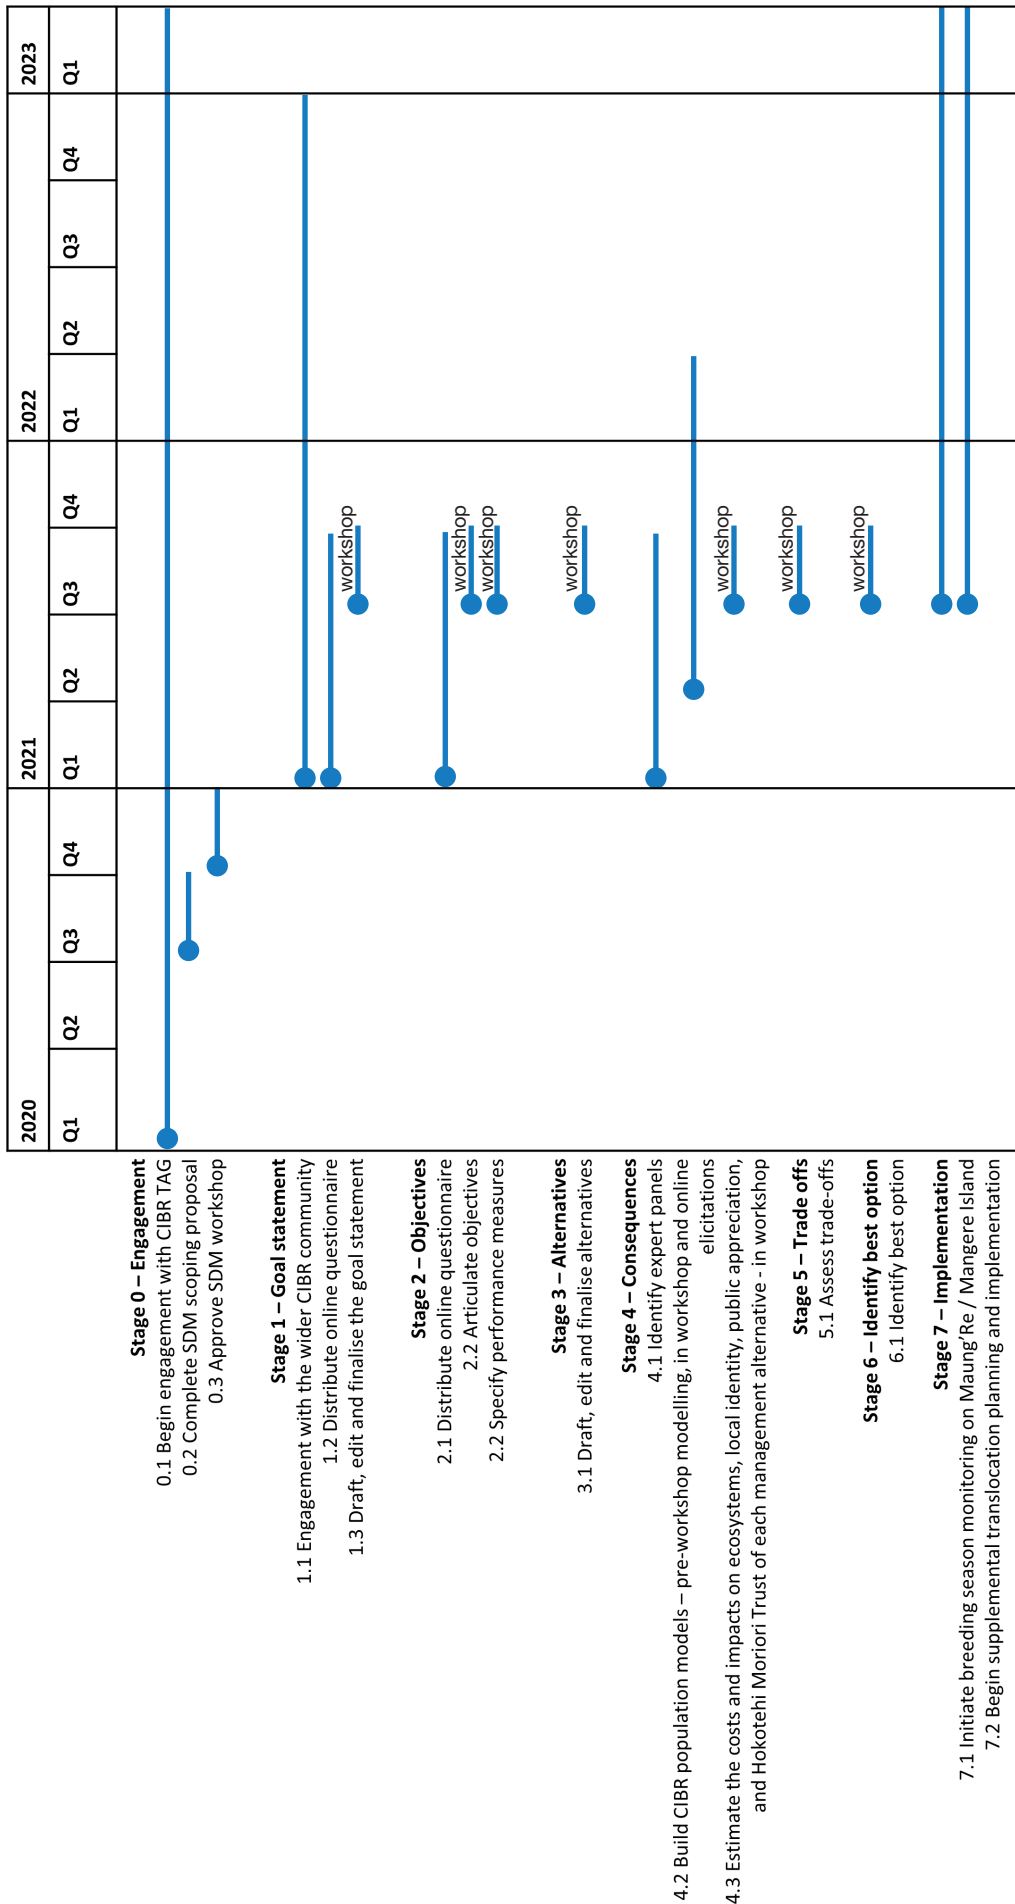 2020
2021
2022
2023
Q1
Q2
Q3
Q4
Q1
Q2
Q3
Q4
Q1
Q2
Q3
Q4
Q1
Stage 0 – Engagement
0.1 Begin engagement with CIBR TAG
0.2 Complete SDM scoping proposal
0.3 Approve SDM workshop
Stage 1 – Goal statement
1.1 Engagement with the wider CIBR community
1.2 Distribute online questionnaire
1.3 Draft, edit and finalise the goal statement
workshop
Stage 2 – Objectives
2.1 Distribute online questionnaire
2.2 Articulate objectives
workshop
2.2 Specify performance measures
workshop
Stage 3 – Alternatives
3.1 Draft, edit and finalise alternatives
workshop
Stage 4 – Consequences
4.1 Identify expert panels
4.2 Build CIBR population models – pre-workshop modelling, in workshop and online
elicitations
4.3 Estimate the costs and impacts on ecosystems, local identity, public appreciation,
and Hokotehi Moriori Trust of each management alternative - in workshop
workshop
Stage 5 – Trade offs
5.1 Assess trade-offs
workshop
Stage 6 – Identify best option
6.1 Identify best option
workshop
Stage 7 – Implementation
7.1 Initiate breeding season monitoring on Maung'Re / Mangere Island
7.2 Begin supplemental translocation planning and implementation